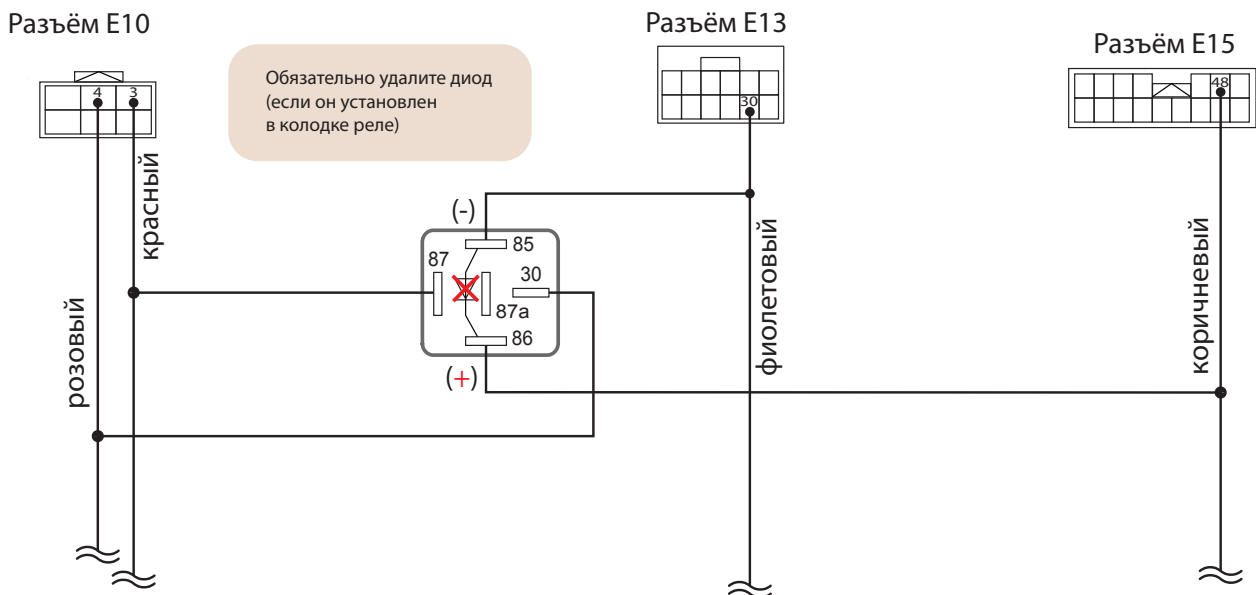 Разъём E10
Разъём E13
Разъём E15
Обязательно удалите диод
(если он установлен
в колодке реле)
4 3
30
48
красный
розовый
фиолетовый
коричневый
(-)
85
87
30
87a
86
(+)